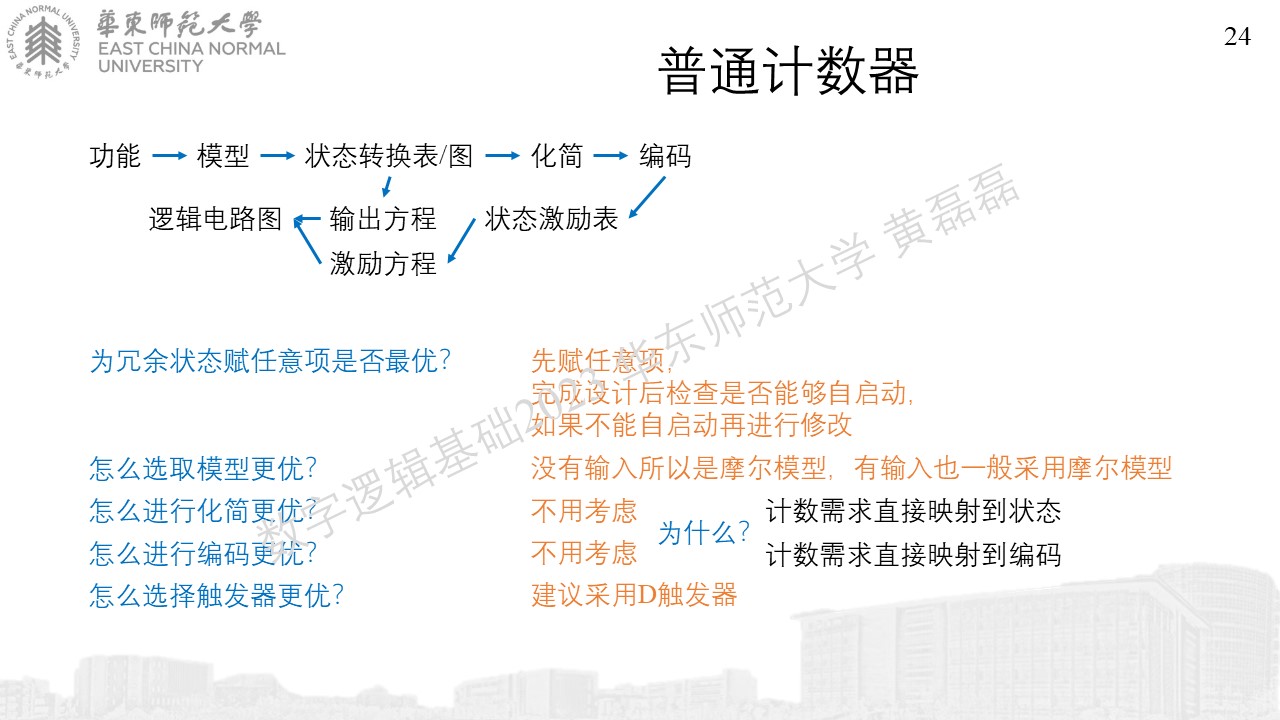 華東師範大學
EAST CHINA NORMAL
UNIVERSITY
EAST CHINA NORMAL UNIVERSITY
華東师范大学
24
普通计数器
功能 模型 状态转换表/图 化简 编码
逻辑电路图 输出方程 状态激励表
激励方程
为冗余状态赋任意项是否最优？ 先赋任意项，
完成设计后检查是否能够自启动，
如果不能自启动再进行修改
怎么选取模型更优？ 没有输入所以是摩尔模型，有输入也一般采用摩尔模型
怎么进行化简更优？ 不用考虑 为什么？ 计数需求直接映射到状态
怎么进行编码更优？ 不用考虑 计数需求直接映射到编码
怎么选择触发器更优？ 建议采用D触发器
数字逻辑基础2023 华东师范大学 黄磊磊